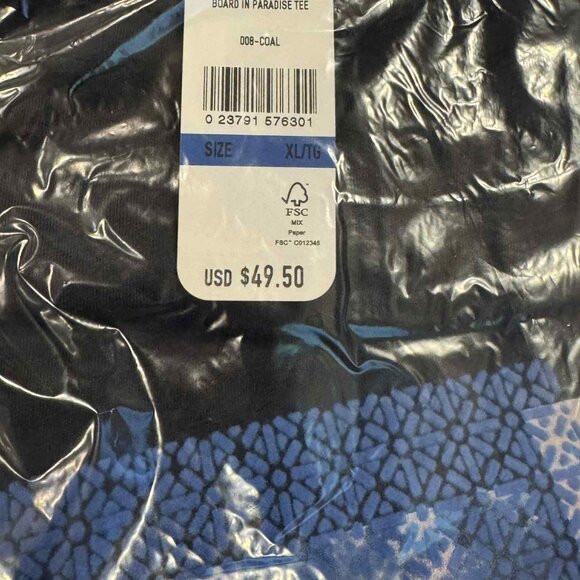 BOARD IN PARADISE TEE
008-COAL
0 23791 576301
SIZE XL/TG
FSC
MIX
Paper
FSC™ C012345
USD $49.50